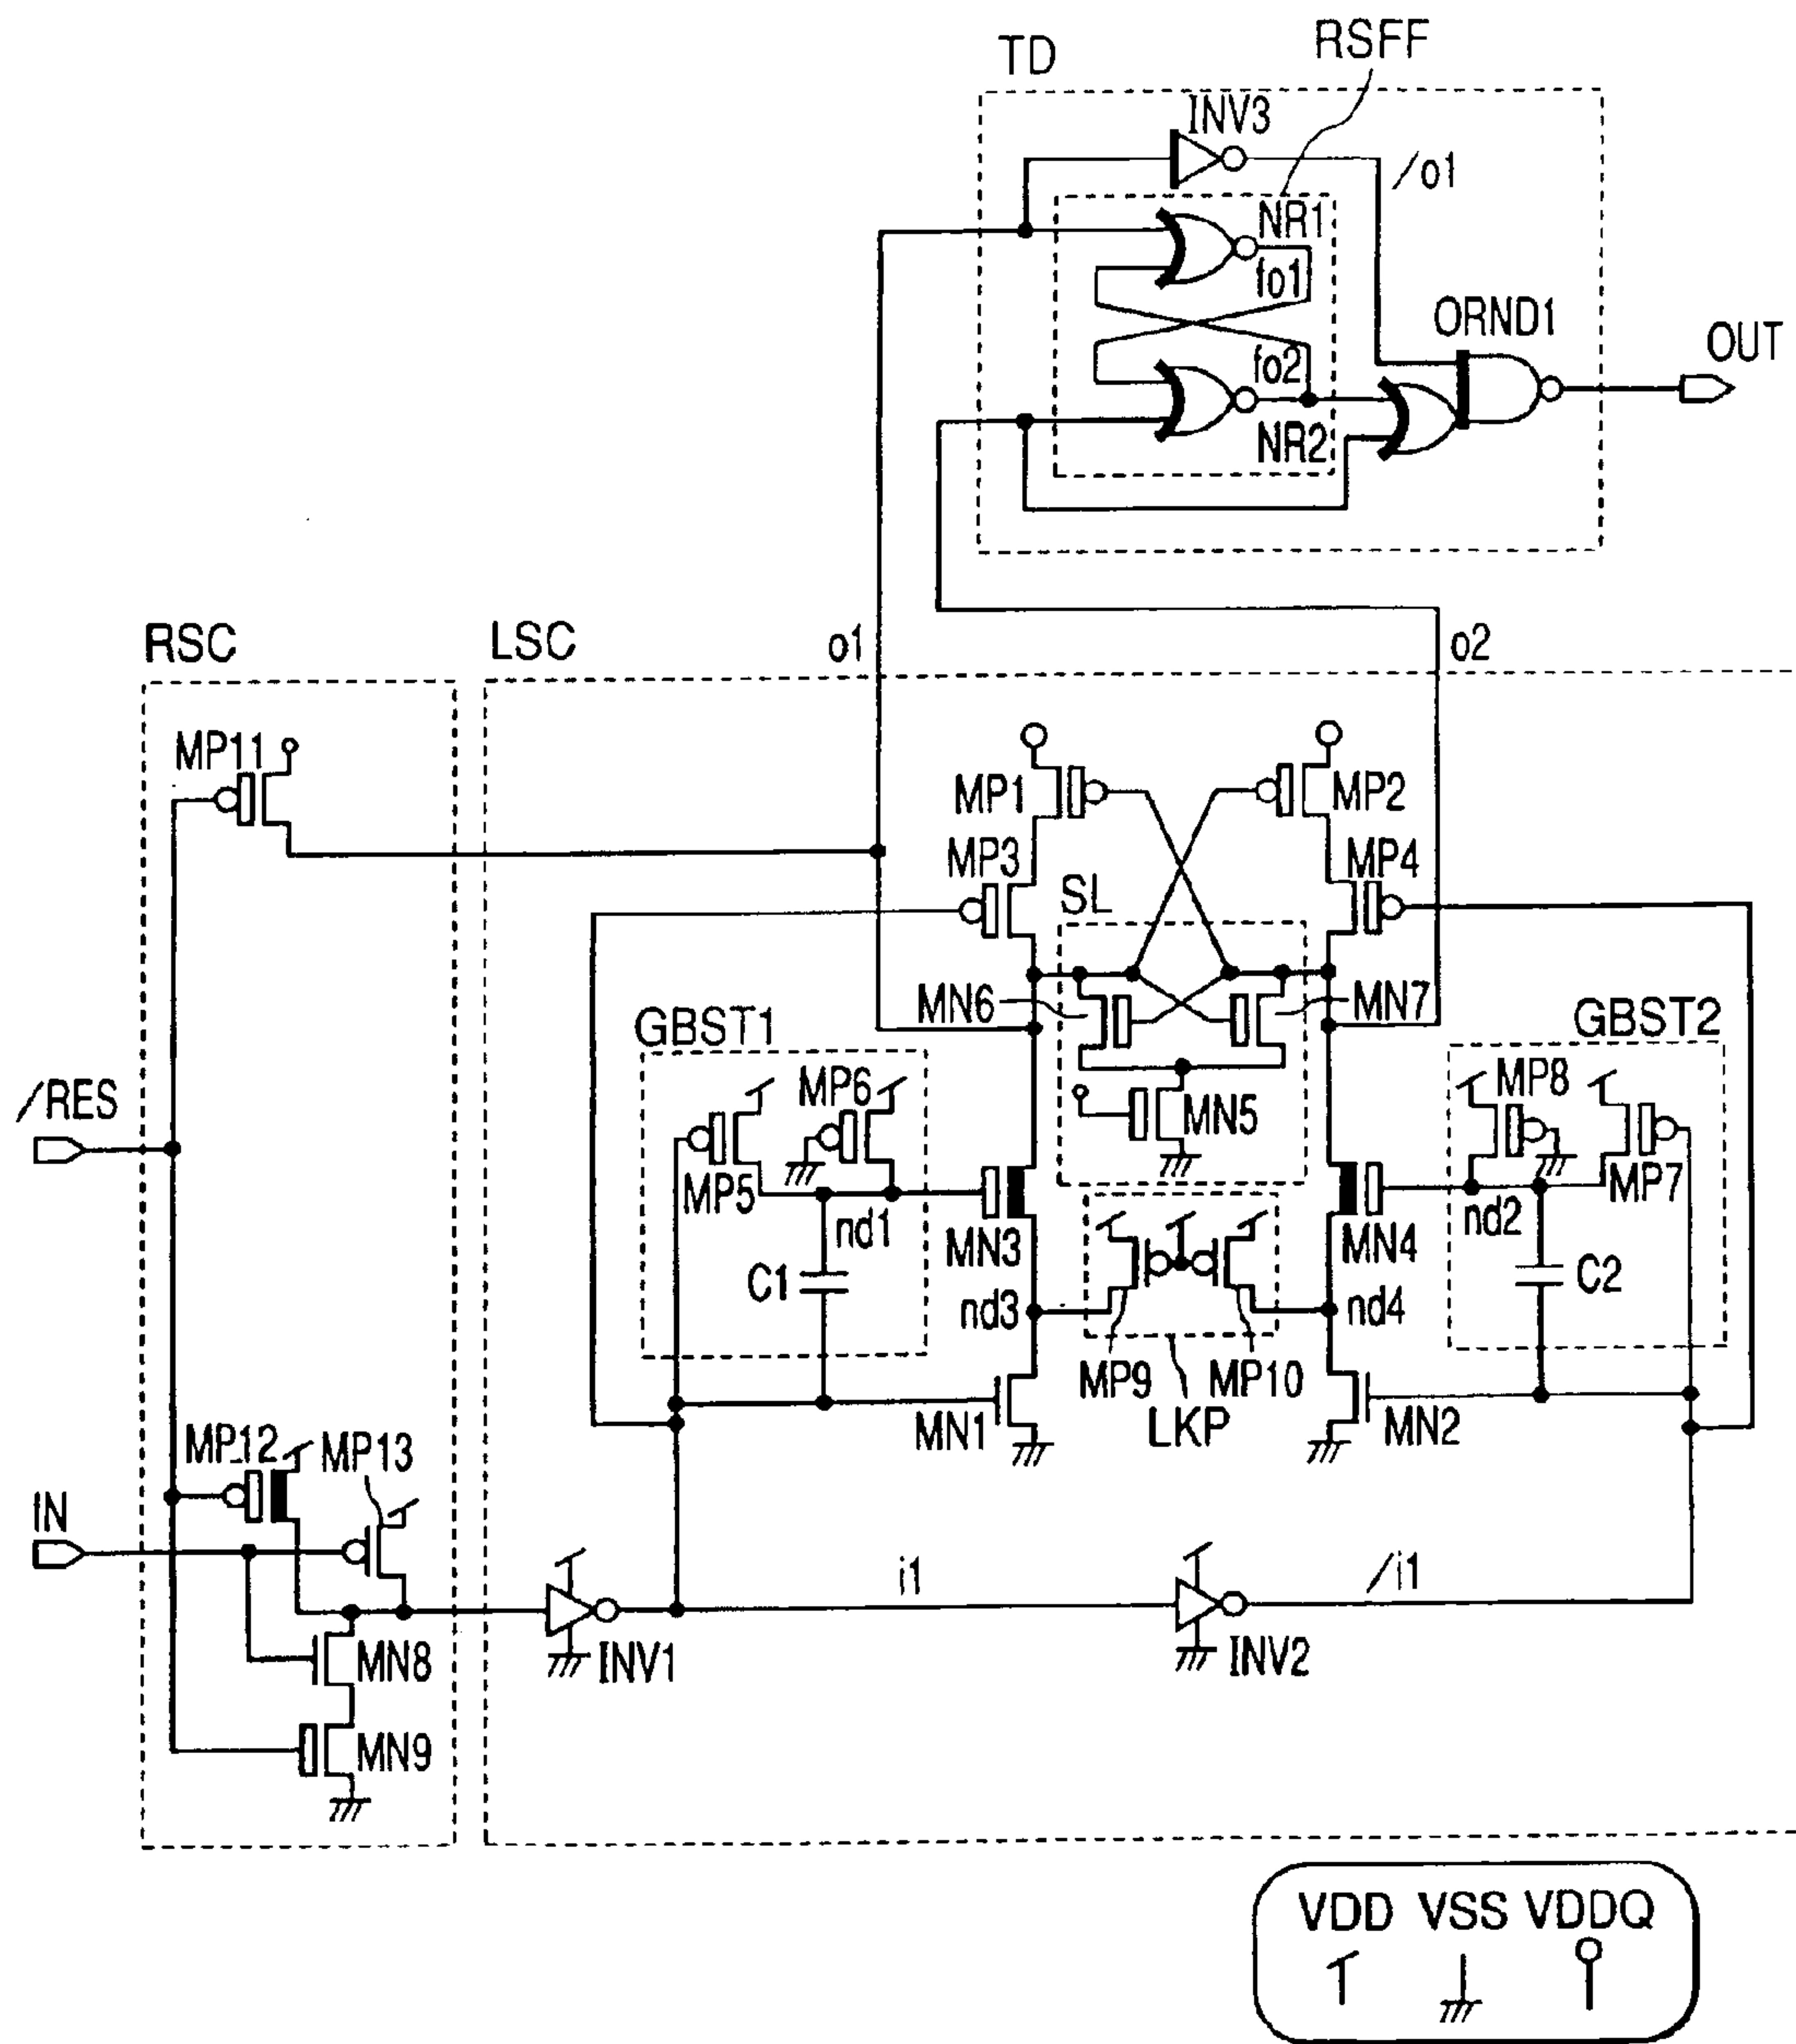 RSFF
TD
INV3
/o1
NR1
fo1
ORND1
OUT
fo2
NR2
RSC
LSC
o1
o2
MP11
MP1
MP2
MP3
MP4
SL
MN6
MN7
GBST1
GBST2
/RES
MP6
MP8
MN5
MP5
MP7
nd1
nd2
MN3
MN4
C1
C2
nd3
nd4
MP9
MP10
MN1
LKP
MN2
MP12
MP13
IN
i1
/i1
MN8
INV1
INV2
MN9
VDD VSS VDDQ